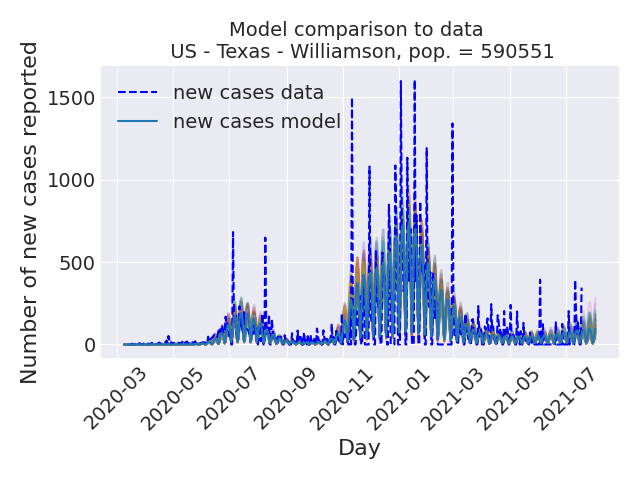 Model comparison to data
US - Texas - Williamson, pop. = 590551
Number of new cases reported
1500
1000
500
0
new cases data
new cases model
2020-03
2020-05
2020-07
2020-09
2020-11
2021-01
2021-03
2021-05
2021-07
Day